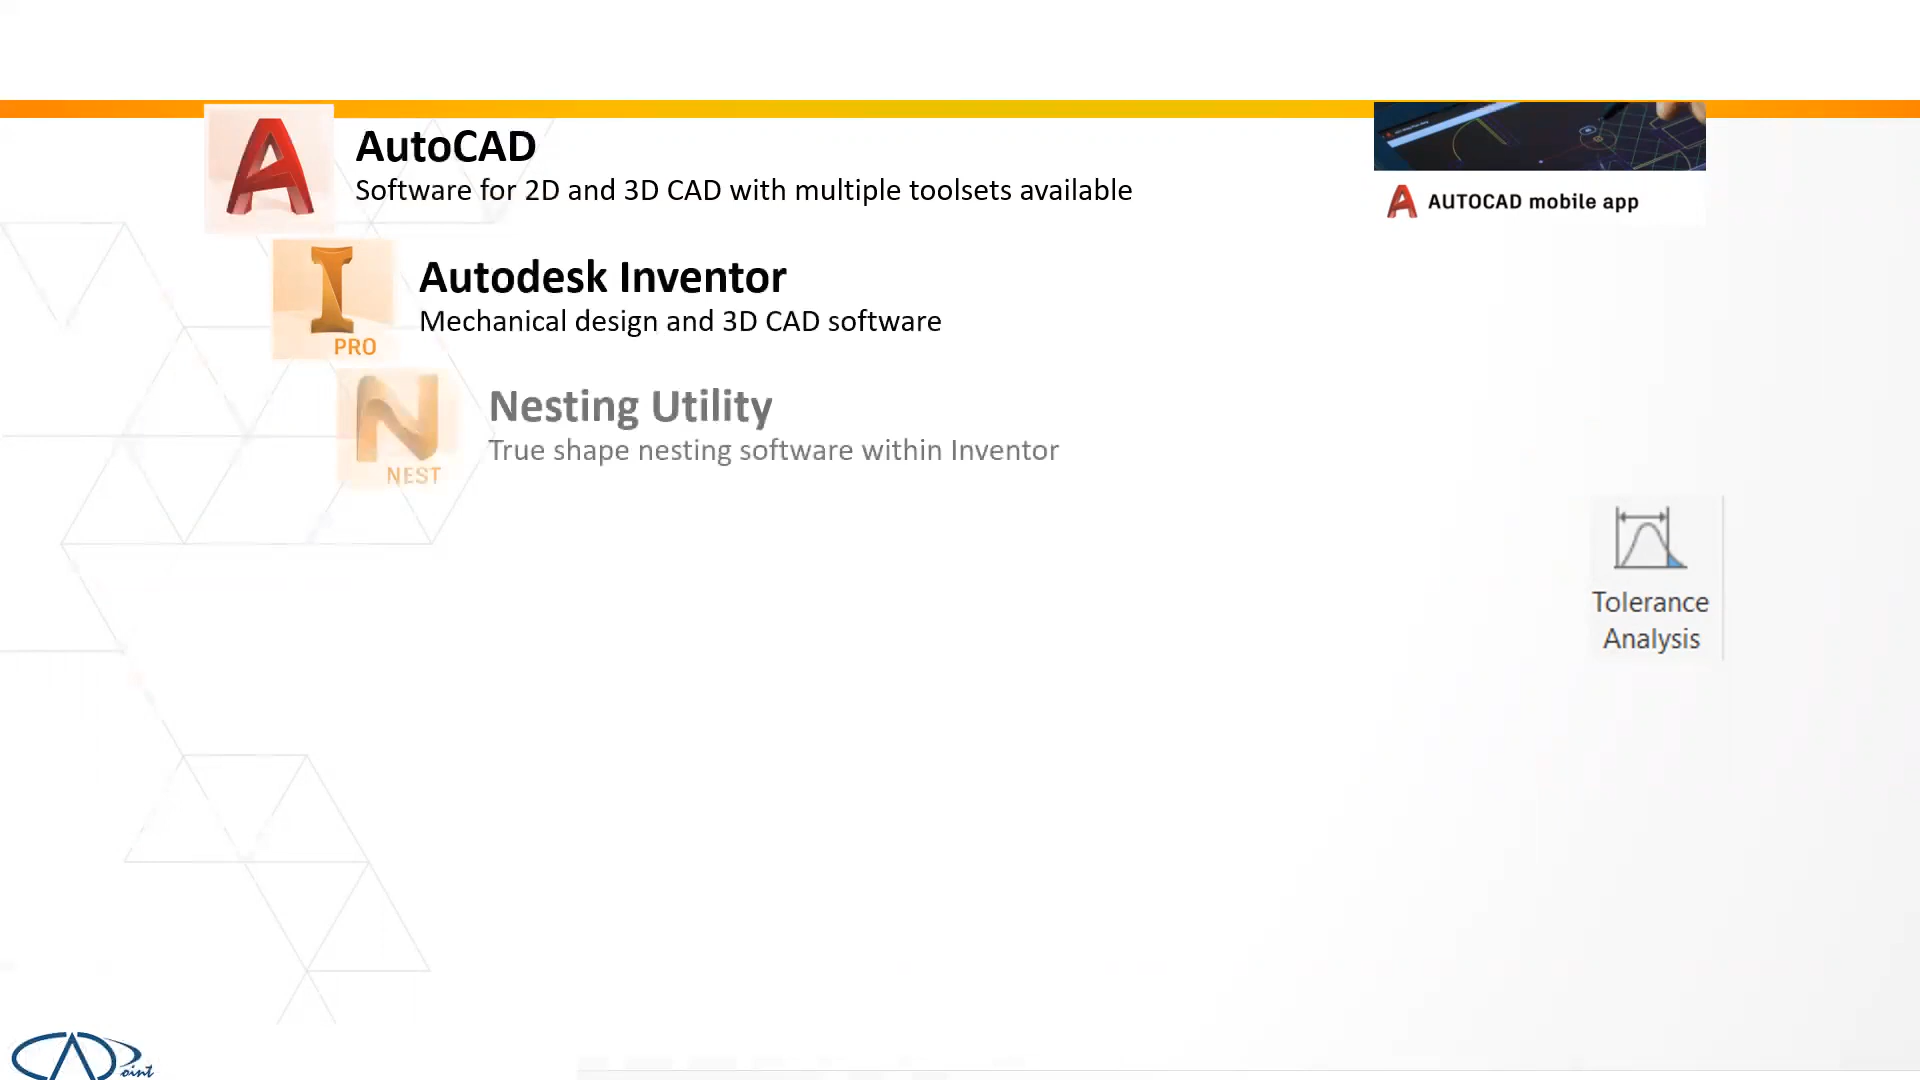 AutoCAD
Software for 2D and 3D CAD with multiple toolsets available
AUTOCAD mobile app
Autodesk Inventor
Mechanical design and 3D CAD software
PRO
Nesting Utility
True shape nesting software within Inventor
NEST
Tolerance
Analysis
CADPoint